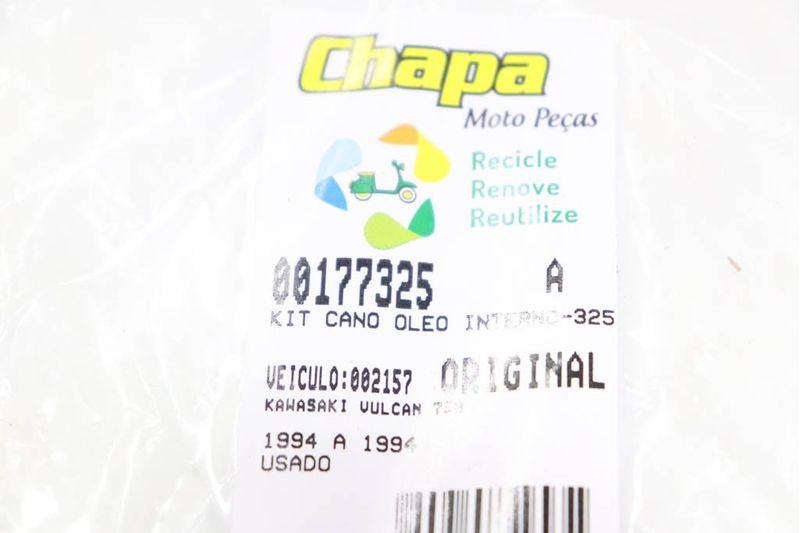 Chapa
Moto Peças
Recicle
Renove
Reutilize
00177325 A
KIT CANO OLEO INTERNO-325
VEICULO:002157 ORIGINAL
KAWASAKI VULCAN
1994 A 1994
USADO